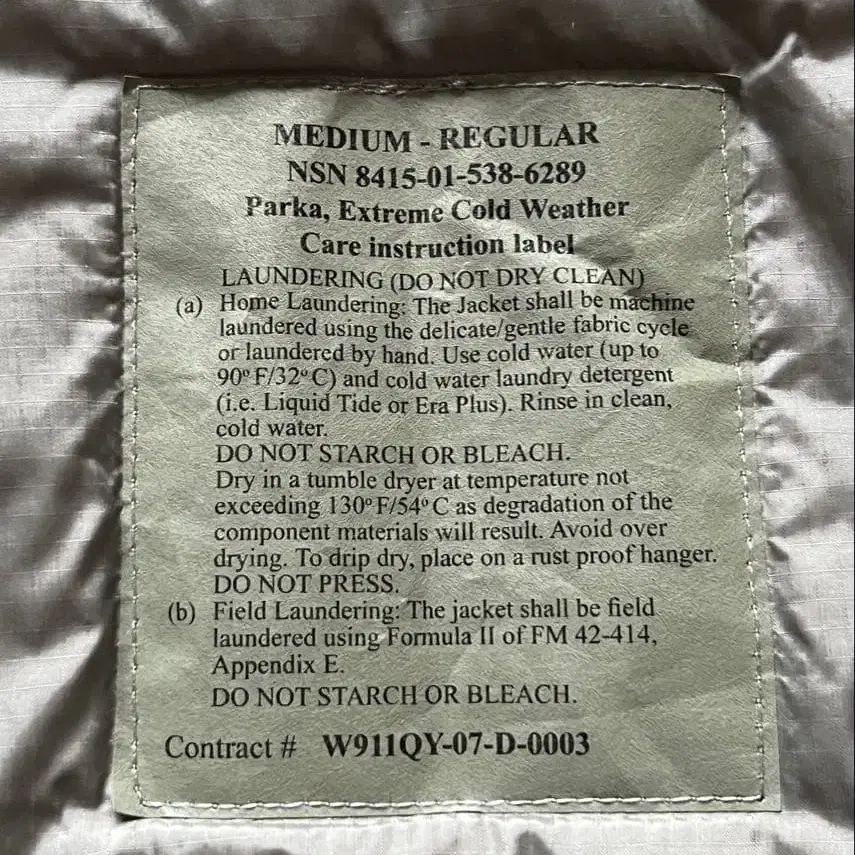 MEDIUM - REGULAR
NSN 8415-01-538-6289
Parka, Extreme Cold Weather
Care instruction label
LAUNDERING (DO NOT DRY CLEAN)
(a) Home Laundering: The Jacket shall be machine
laundered using the delicate/gentle fabric cycle
or laundered by hand. Use cold water (up to
90° F/32° C) and cold water laundry detergent
(i.e. Liquid Tide or Era Plus). Rinse in clean,
cold water.
DO NOT STARCH OR BLEACH.
Dry in a tumble dryer at temperature not
exceeding 130° F/54° C as degradation of the
component materials will result. Avoid over
drying. To drip dry, place on a rust proof hanger.
DO NOT PRESS.
(b) Field Laundering: The jacket shall be field
laundered using Formula II of FM 42-414,
Appendix E.
DO NOT STARCH OR BLEACH.
Contract # W911QY-07-D-0003